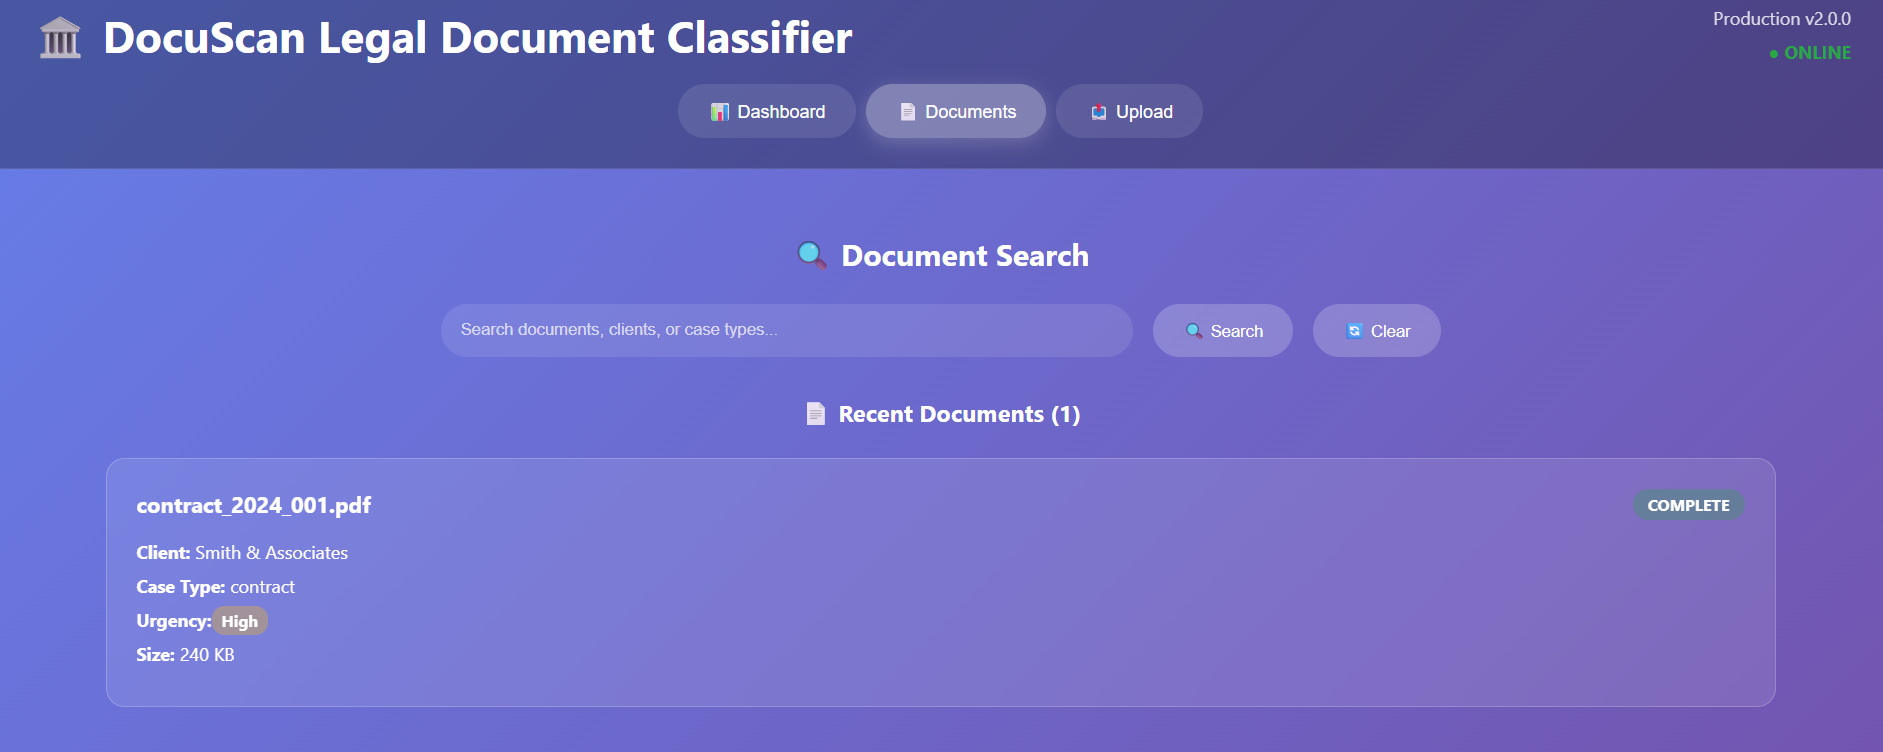 DocuScan Legal Document Classifier
Production v2.0.0
● ONLINE
Dashboard
Documents
Upload
Document Search
Search documents, clients, or case types...
Search
Clear
Recent Documents (1)
contract_2024_001.pdf
COMPLETE
Client: Smith & Associates
Case Type: contract
Urgency: High
Size: 240 KB